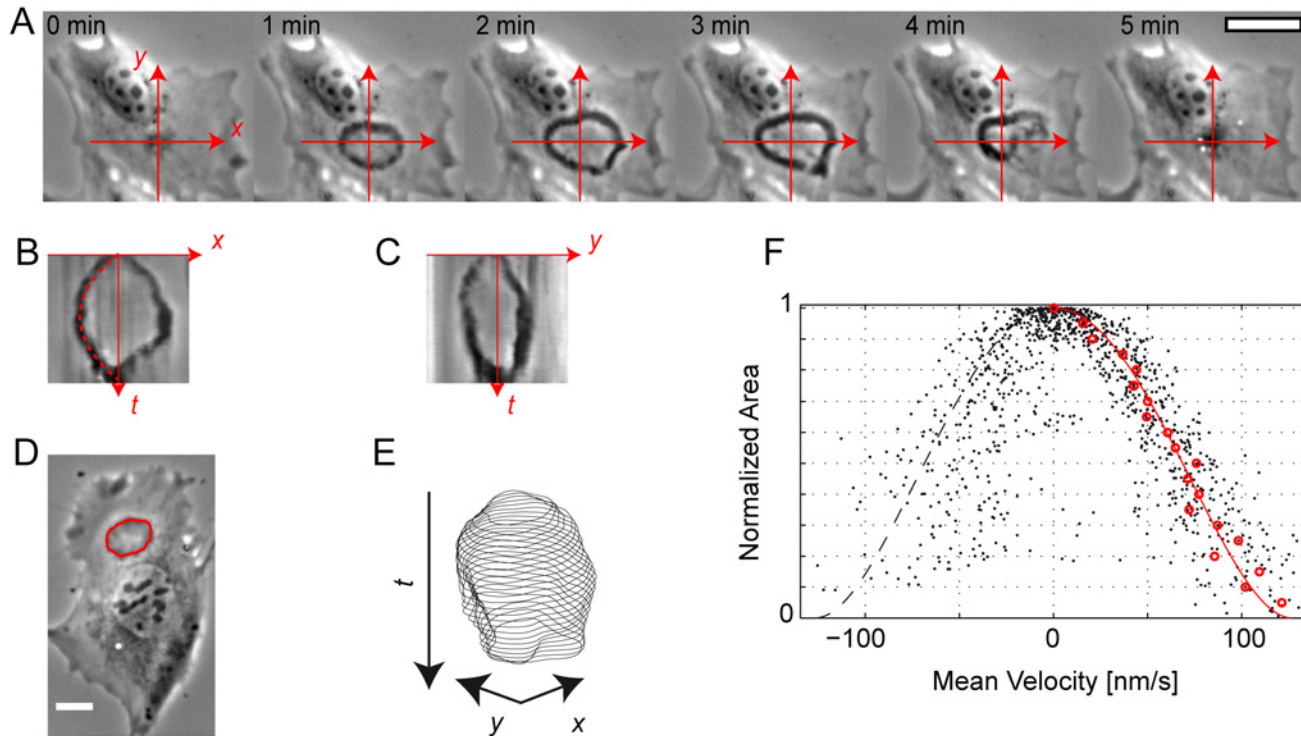 A
0 min 1 min 2 min 3 min 4 min 5 min
y
x
B
x
t
C
y
t
D
E
t
y x
F
Normalized Area
1
0
−100 0 100
Mean Velocity [nm/s]